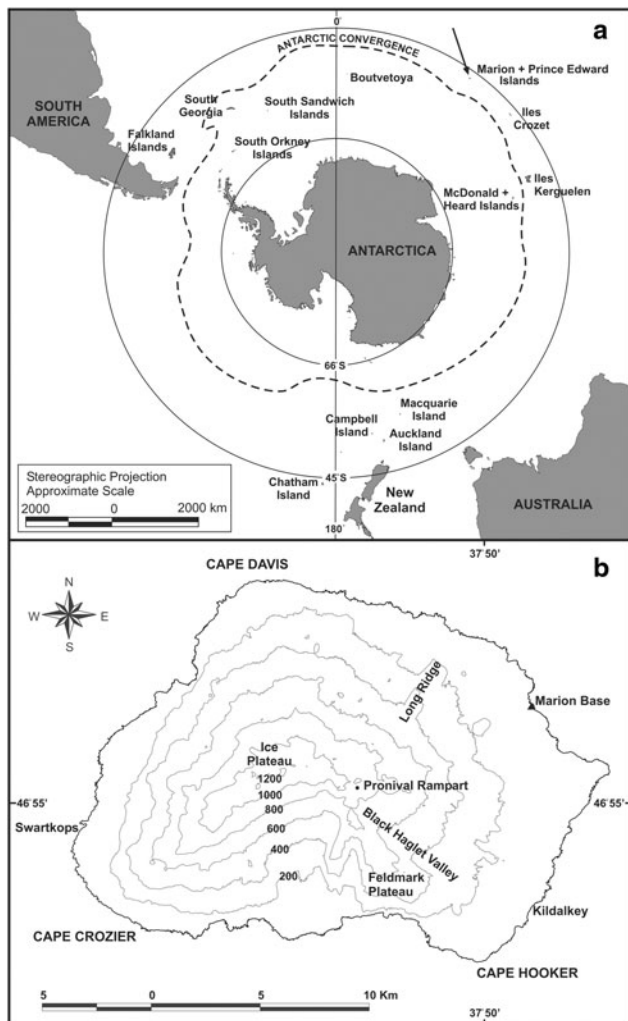 0′
a
ANTARCTIC CONVERGENCE
Boutvetoya
Marion + Prince Edward
Islands
SOUTH
AMERICA
South
Georgia
South Sandwich
Islands
Iles
Crozet
Falkland
Islands
South Orkney
Islands
McDonald +
Heard Islands
Iles
Kerguelen
ANTARCTICA
66′S
Macquarie
Island
Campbell
Island
Auckland
Island
Stereographic Projection
Approximate Scale
2000 0 2000 km
45′S
Chatham
Island
New
Zealand
AUSTRALIA
180′
37′50
b
CAPE DAVIS
N
W E
S
Long Ridge
Marion Base
Ice
Plateau
1200
1000
800
600
400
200
Pronival Rampart
46′55
46′55′
Swartkops
Black Haglet Valley
Feldmark
Plateau
Kildalkey
CAPE CROZIER
CAPE HOOKER
5 0 5 10 Km
37′50